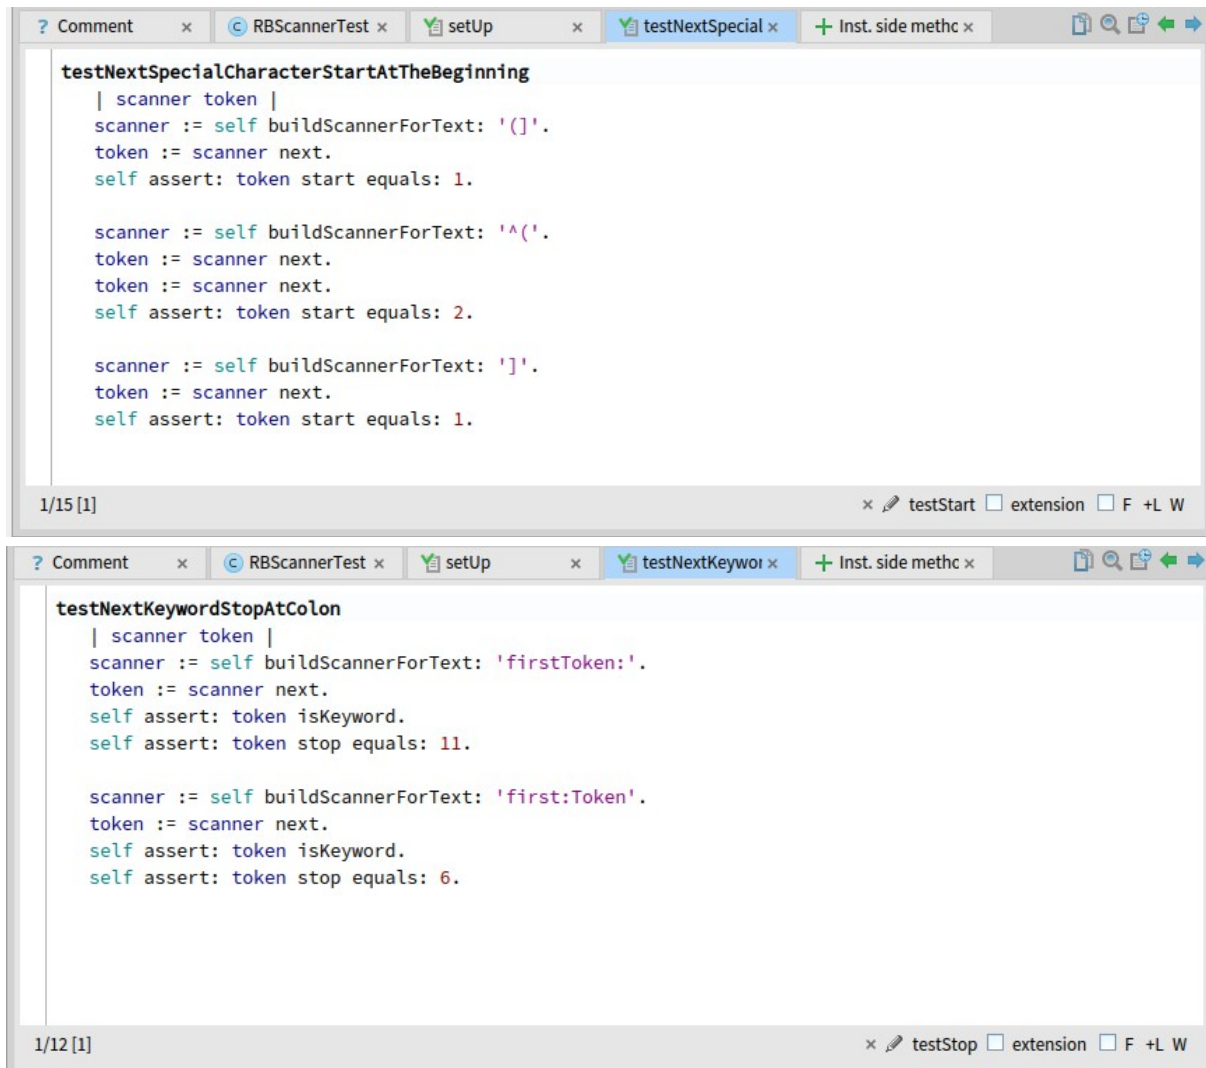 ? Comment × C RBScannerTest × setUp × testNextSpecial × + Inst. side methc ×
testNextSpecialCharacterStartAtTheBeginning
| scanner token |
scanner := self buildScannerForText: '(]'.
token := scanner next.
self assert: token start equals: 1.
scanner := self buildScannerForText: '^('.
token := scanner next.
token := scanner next.
self assert: token start equals: 2.
scanner := self buildScannerForText: ']'.
token := scanner next.
self assert: token start equals: 1.
1/15 [1] × testStart extension F +L W
? Comment × C RBScannerTest × setUp × testNextKeywor × + Inst. side methc ×
testNextKeywordStopAtColon
| scanner token |
scanner := self buildScannerForText: 'firstToken:'.
token := scanner next.
self assert: token isKeyword.
self assert: token stop equals: 11.
scanner := self buildScannerForText: 'first:Token'.
token := scanner next.
self assert: token isKeyword.
self assert: token stop equals: 6.
1/12 [1] × testStop extension F +L W